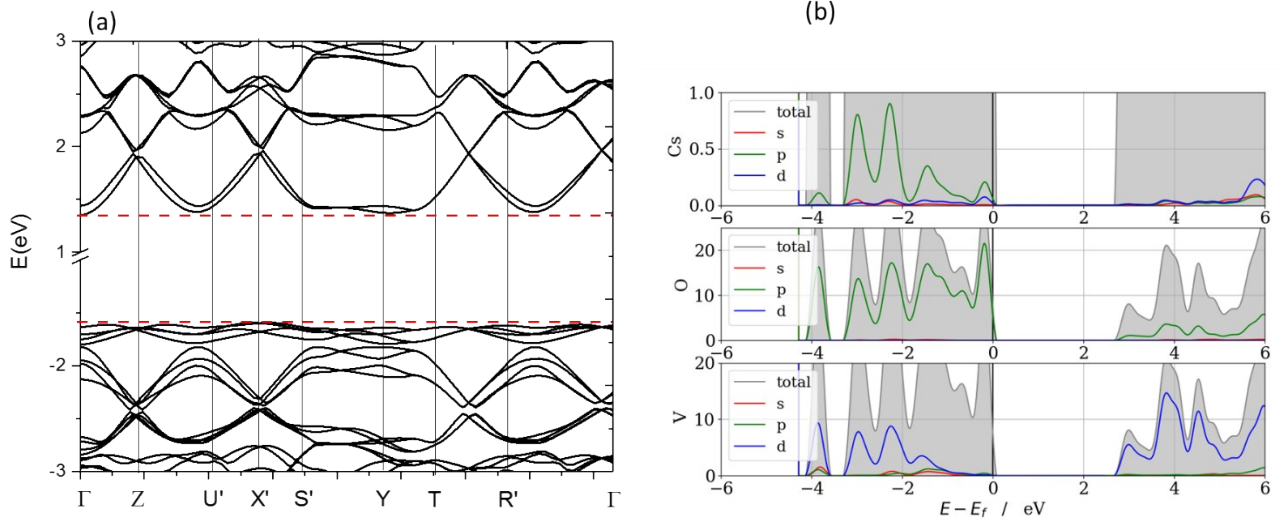 (a)
(b)
3
2
1
-2
-3
E(eV)
Γ Z U' X' S' Y T R' Γ
1.0
0.5
0.0
Cs
total
s
p
d
−6 −4 −2 0 2 4 6
20
10
0
O
total
s
p
d
−6 −4 −2 0 2 4 6
20
10
0
V
total
s
p
d
−6 −4 −2 0 2 4 6
E − E_f / eV